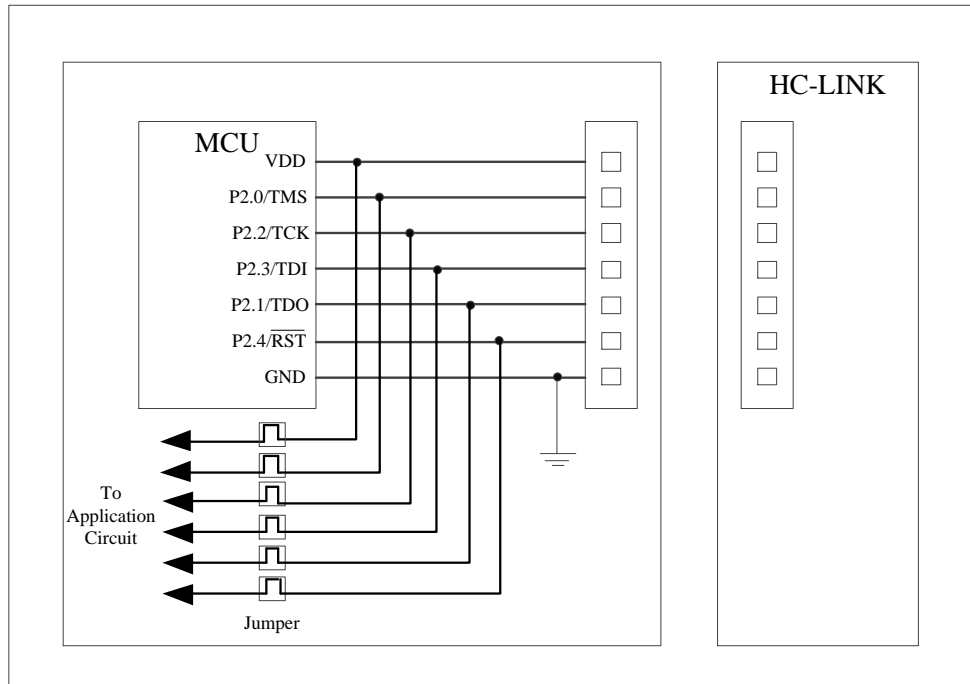 HC-LINK
MCU
VDD
P2.0/TMS
P2.2/TCK
P2.3/TDI
P2.1/TDO
P2.4/RST
GND
To
Application
Circuit
Jumper